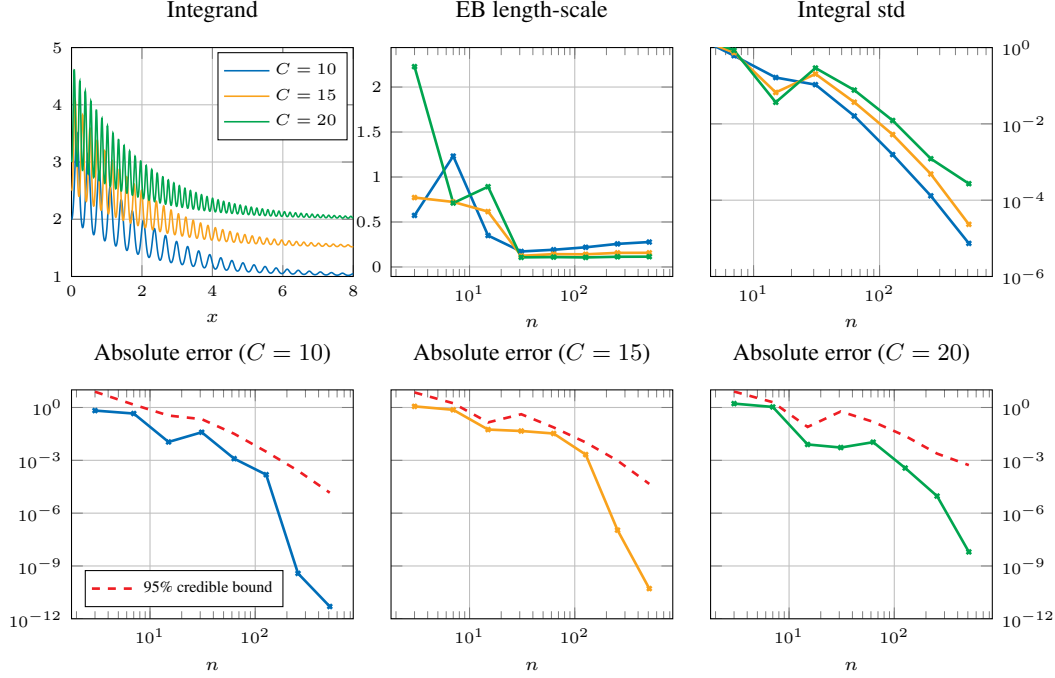 Integrand
EB length-scale
Integral std
5
4
3
2
1
0
2
4
6
8
x
C = 10
C = 15
C = 20
2
1.5
1
0.5
0
10^1
10^2
n
10^0
10^−2
10^−4
10^−6
10^1
10^2
n
Absolute error (C = 10)
Absolute error (C = 15)
Absolute error (C = 20)
10^0
10^−3
10^−6
10^−9
10^−12
95% credible bound
10^1
10^2
n
10^1
10^2
n
10^0
10^−3
10^−6
10^−9
10^−12
10^1
10^2
n